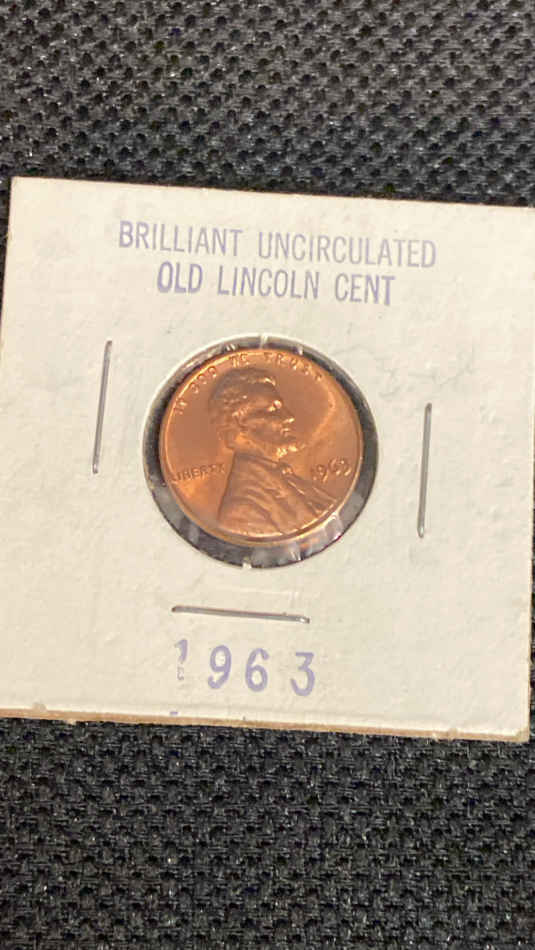 BRILLIANT UNCIRCULATED
OLD LINCOLN CENT
IN GOD WE TRUST
LIBERTY 1963
1963